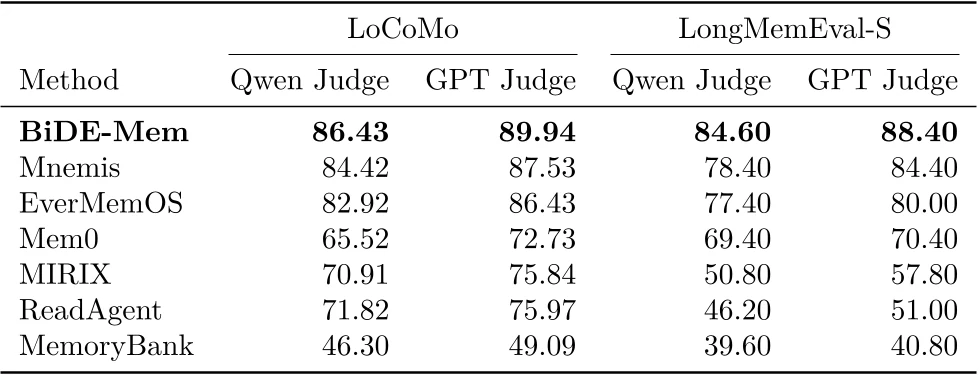 LoCoMo LongMemEval-S
Method Qwen Judge GPT Judge Qwen Judge GPT Judge
BiDE-Mem 86.43 89.94 84.60 88.40
Mnemis 84.42 87.53 78.40 84.40
EverMemOS 82.92 86.43 77.40 80.00
Mem0 65.52 72.73 69.40 70.40
MIRIX 70.91 75.84 50.80 57.80
ReadAgent 71.82 75.97 46.20 51.00
MemoryBank 46.30 49.09 39.60 40.80